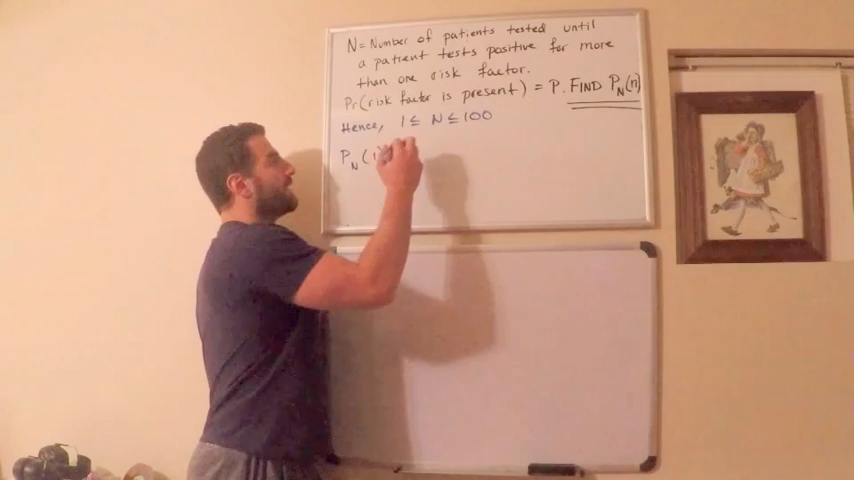 N = Number of patients tested until
a patient tests positive for more
than one risk factor.
Pr(risk factor is present) = P. FIND P_N(n)
Hence, 1 ≤ N ≤ 100
P_N(1)